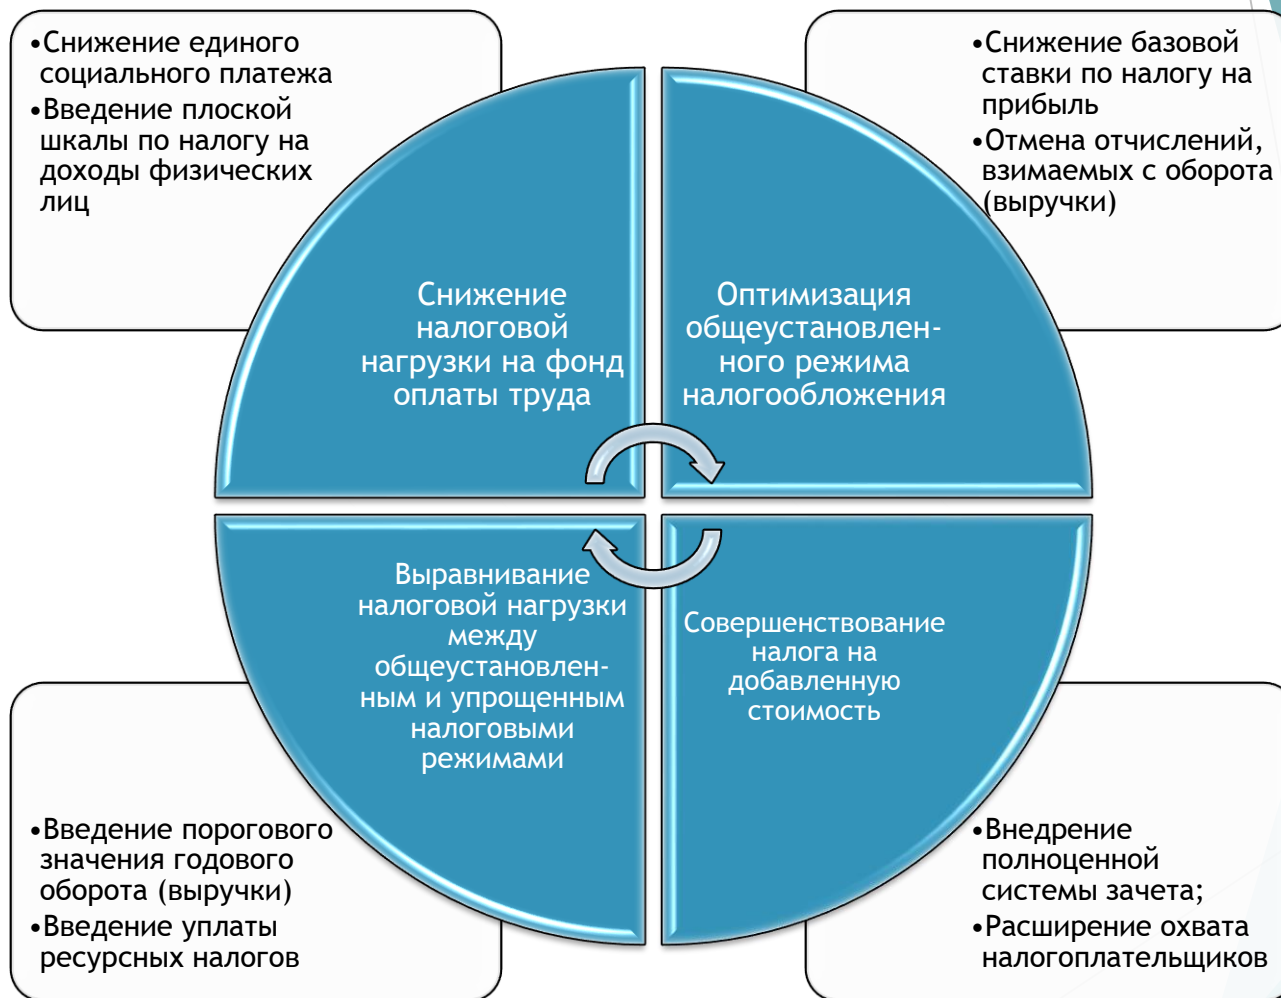 •Снижение единого
социального платежа
•Введение плоской
шкалы по налогу на
доходы физических
лиц
•Снижение базовой
ставки по налогу на
прибыль
•Отмена отчислений,
взимаемых с оборота
(выручки)
Снижение
налоговой
нагрузки на фонд
оплаты труда
Оптимизация
общеустановлен-
ного режима
налогообложения
Выравнивание
налоговой нагрузки
между
общеустановлен-
ным и упрощенным
налоговыми
режимами
Совершенствование
налога на
добавленную
стоимость
•Введение порогового
значения годового
оборота (выручки)
•Введение уплаты
ресурсных налогов
•Внедрение
полноценной
системы зачета;
•Расширение охвата
налогоплательщиков